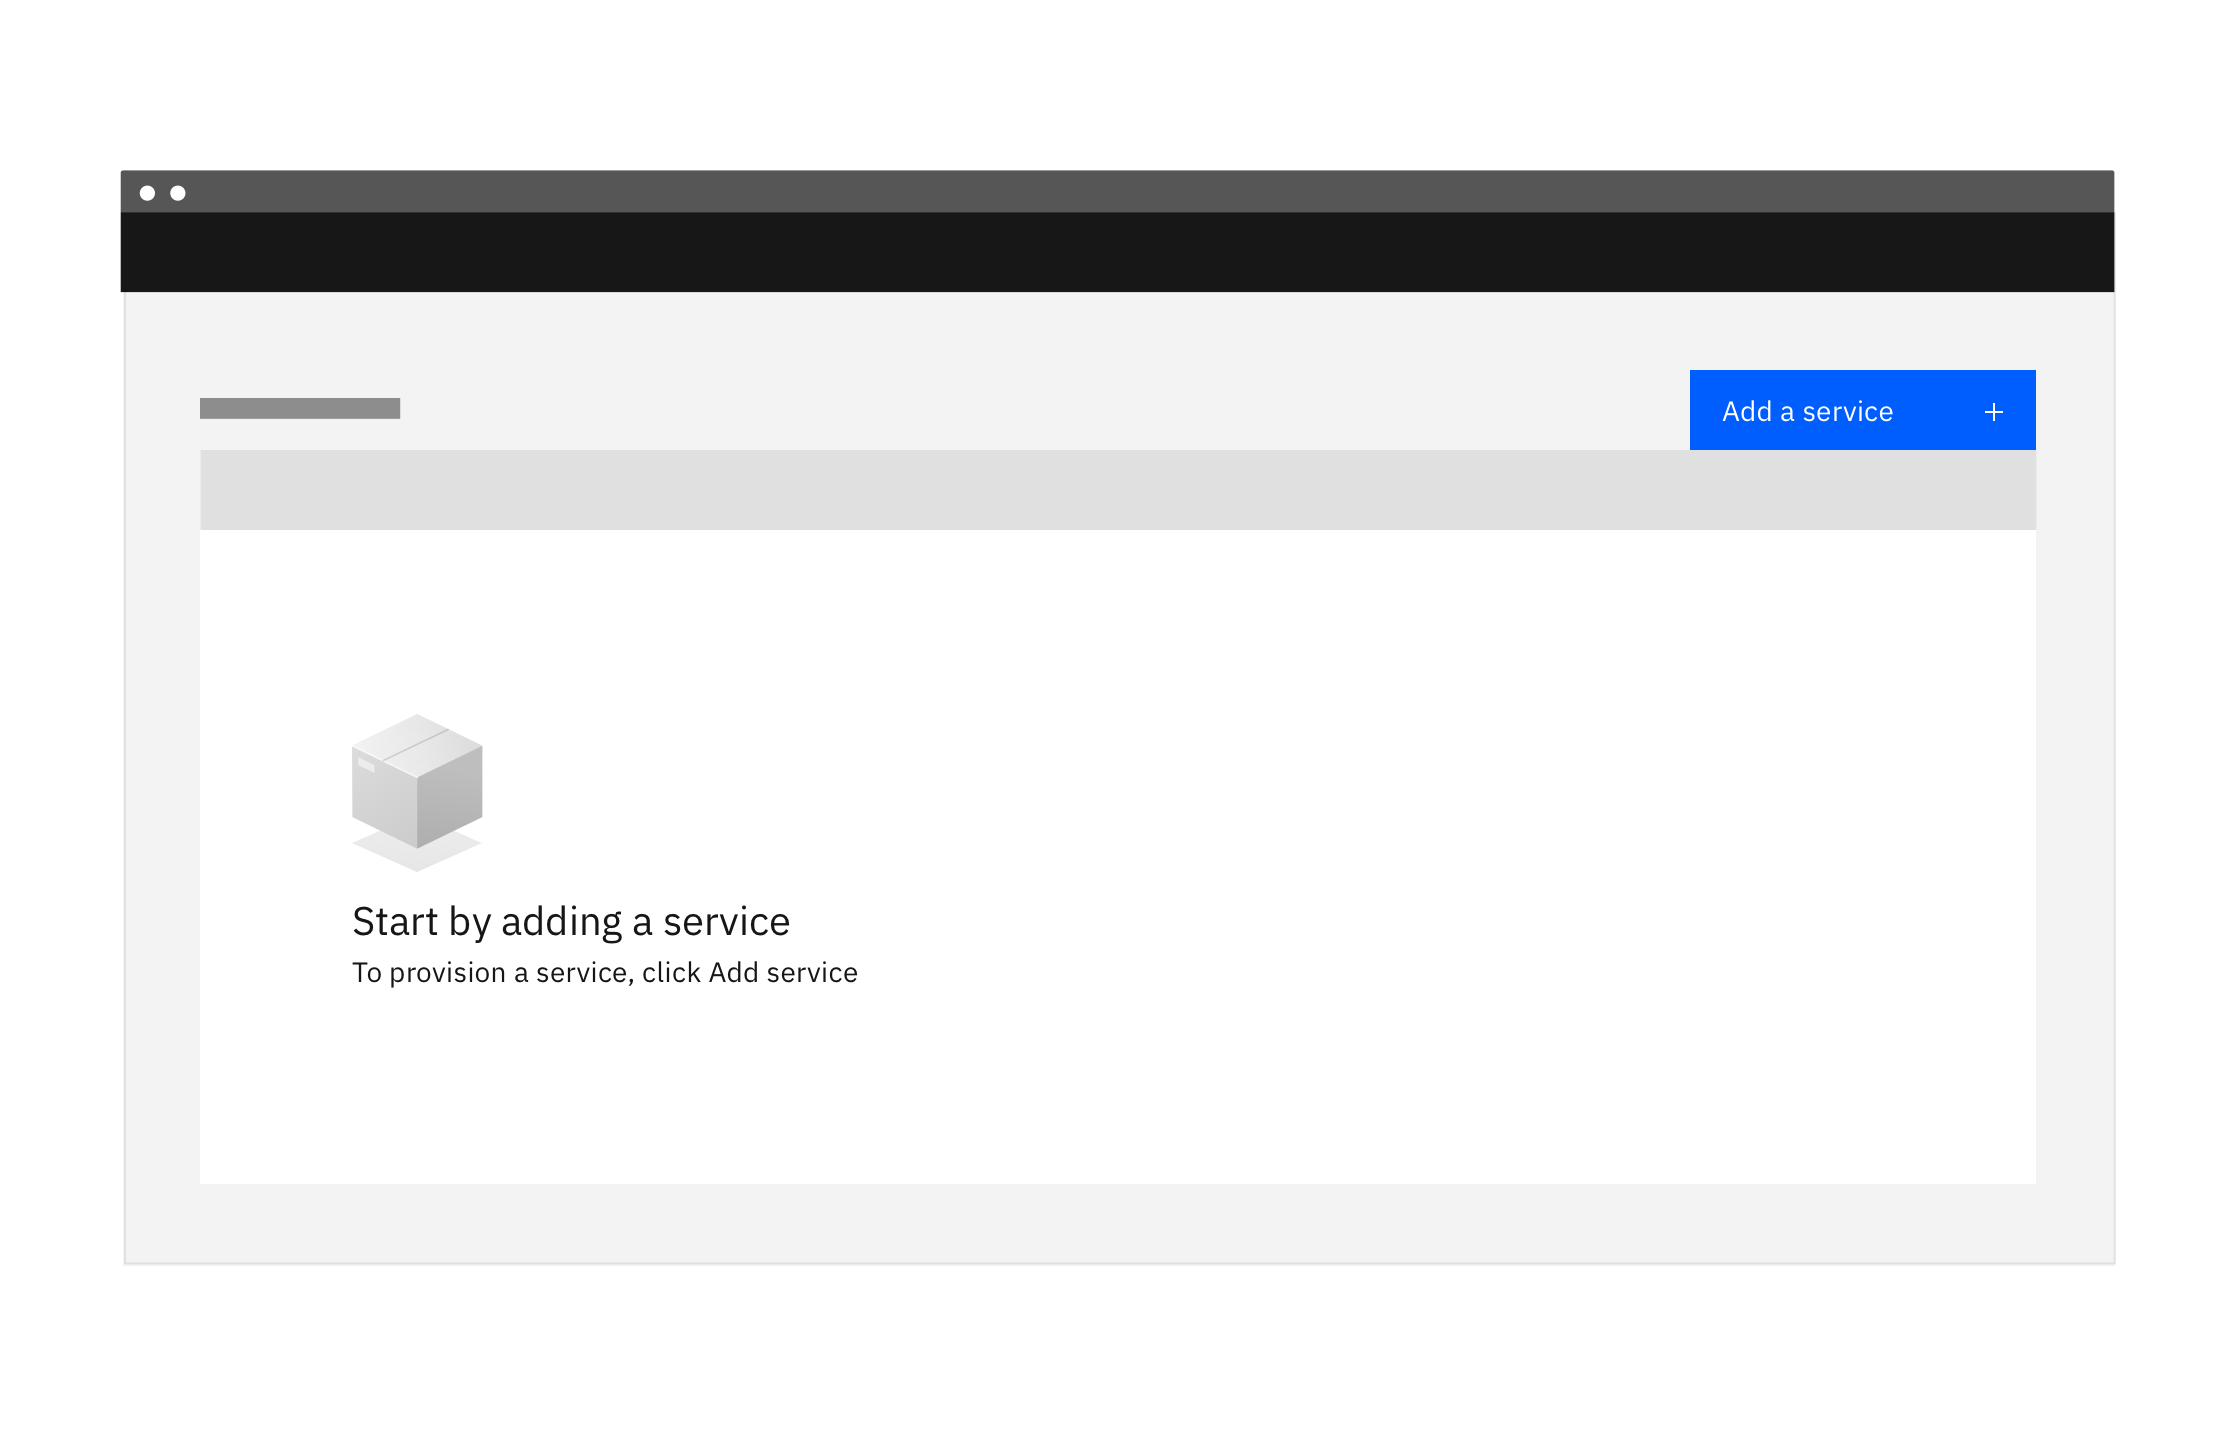 Add a service
Start by adding a service
To provision a service, click Add service